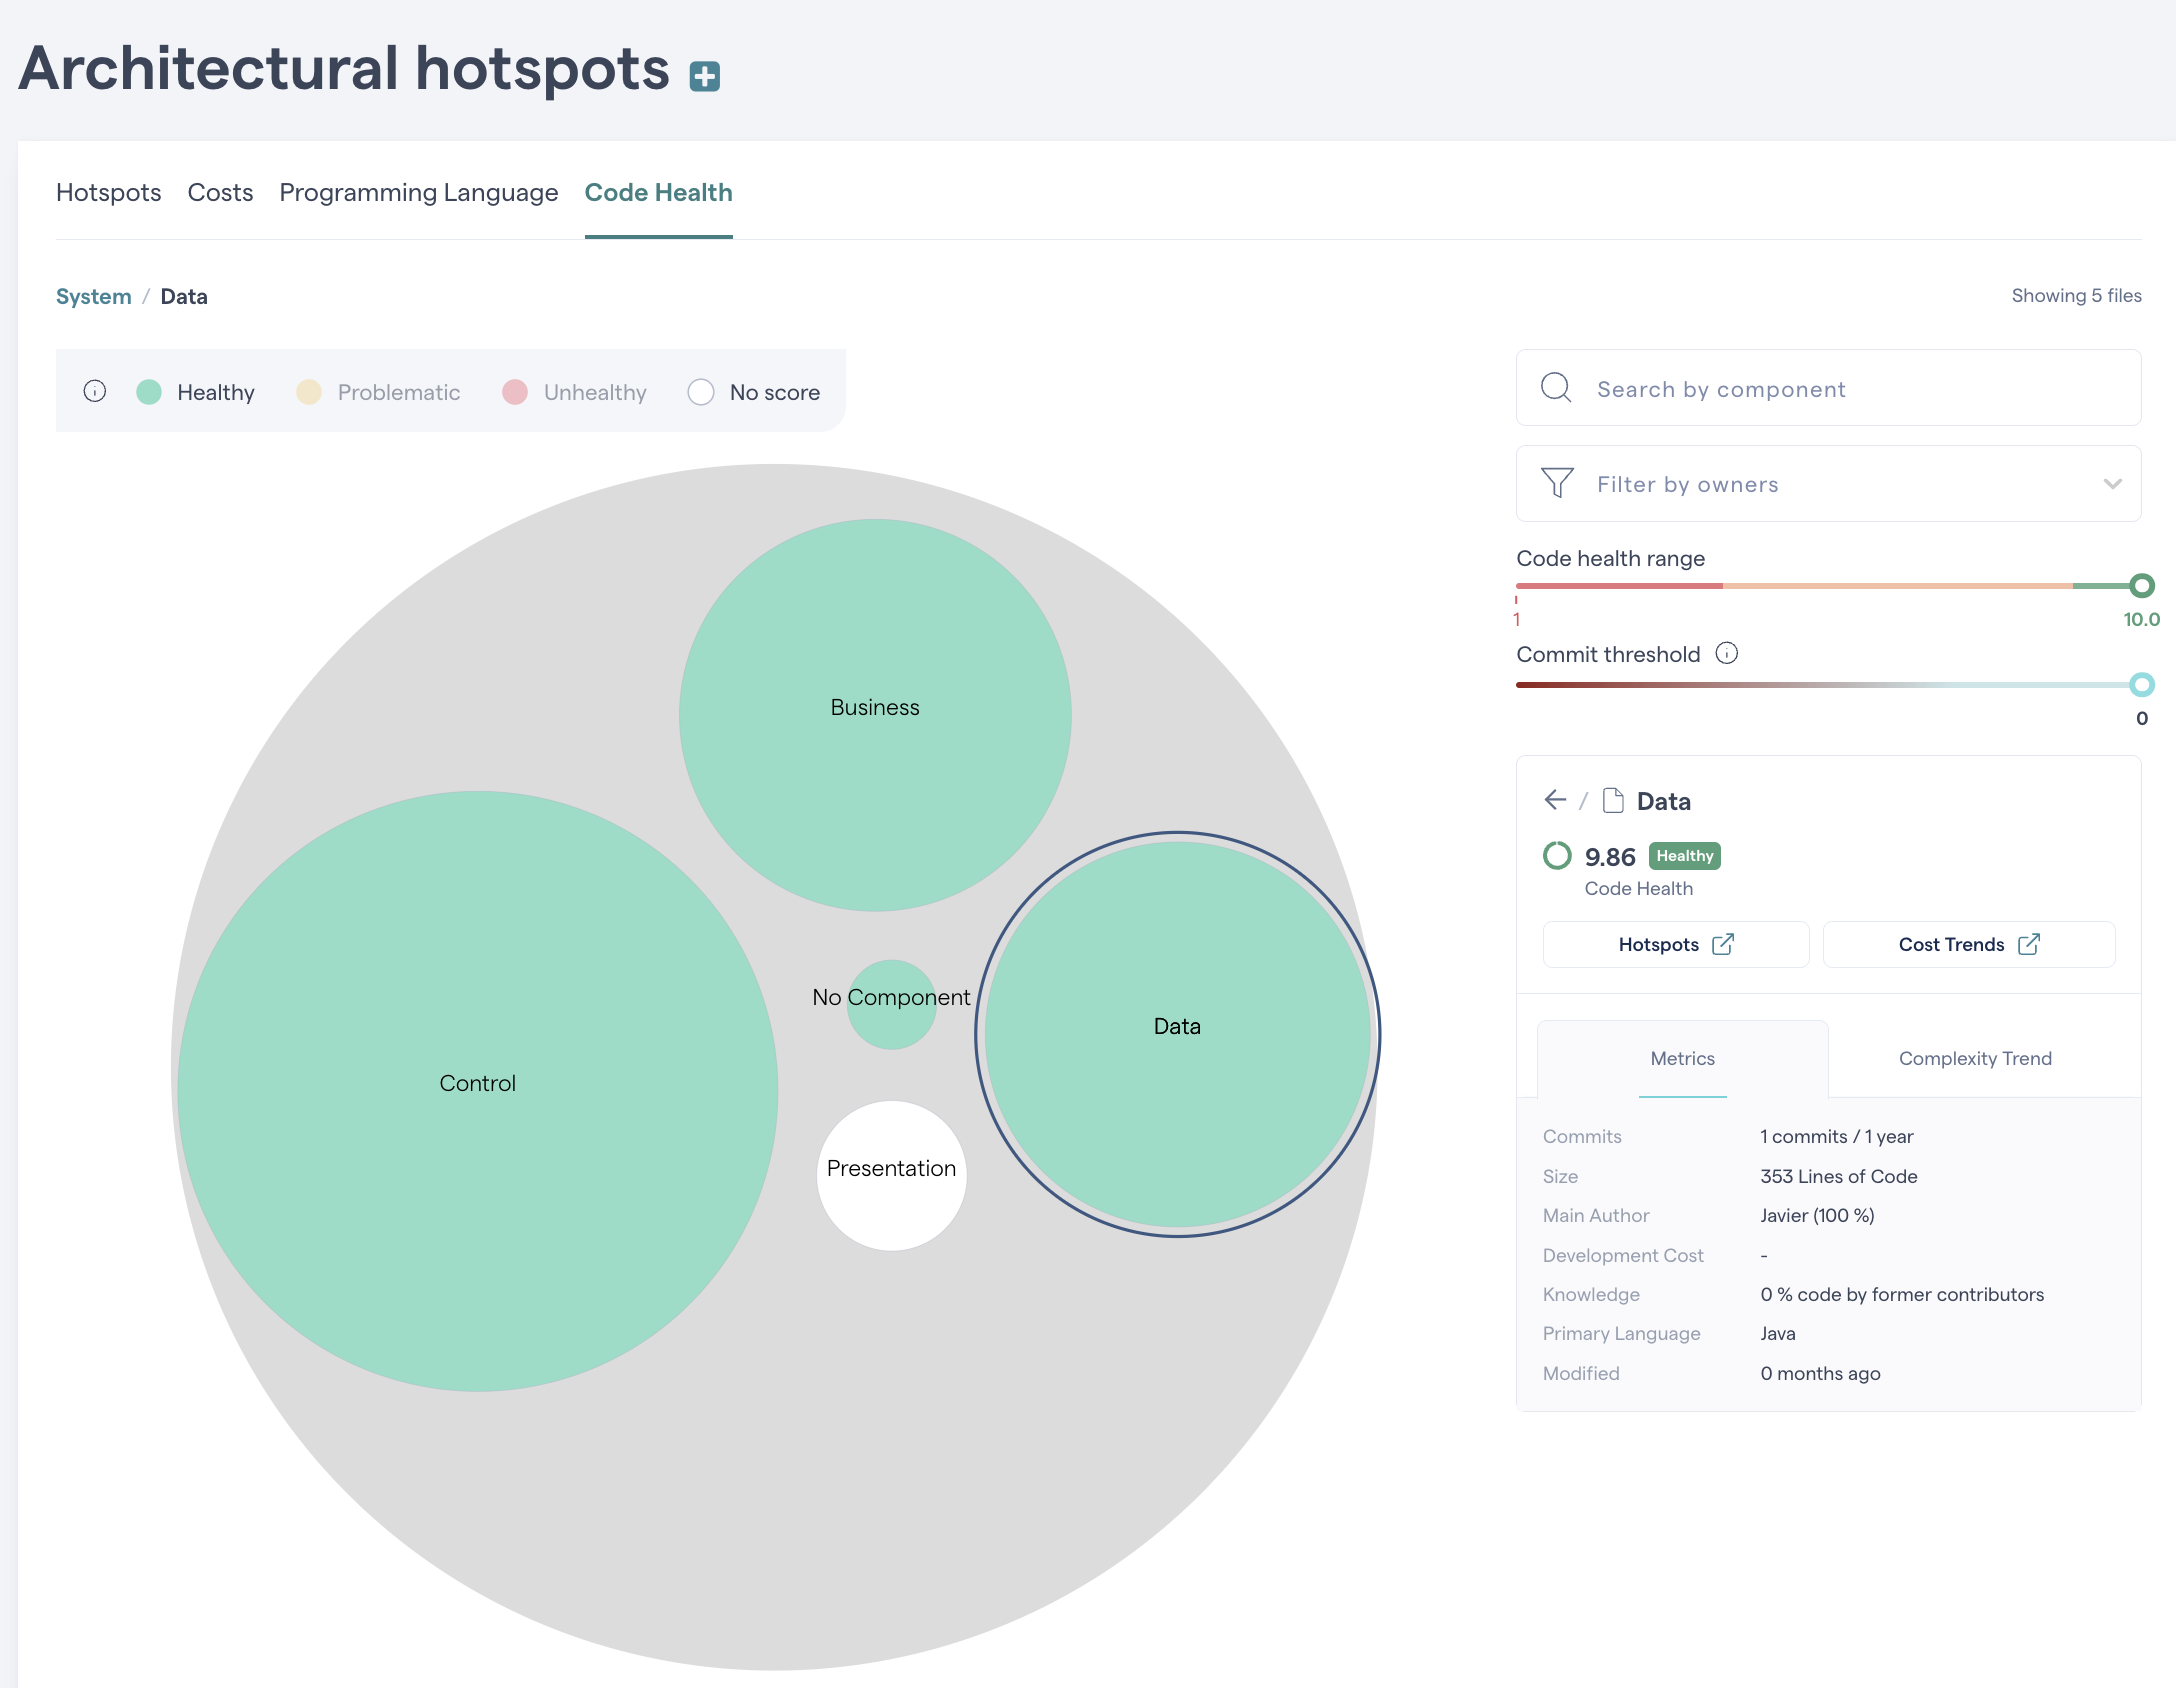 Architectural hotspots
Hotspots Costs Programming Language Code Health
System / Data
Showing 5 files
Healthy Problematic Unhealthy No score
Business
Control
No Component
Data
Presentation
Search by component
Filter by owners
Code health range
1
10.0
Commit threshold
0
/ Data
9.86 Healthy
Code Health
Hotspots
Cost Trends
Metrics
Complexity Trend
Commits 1 commits / 1 year
Size 353 Lines of Code
Main Author Javier (100 %)
Development Cost -
Knowledge 0 % code by former contributors
Primary Language Java
Modified 0 months ago